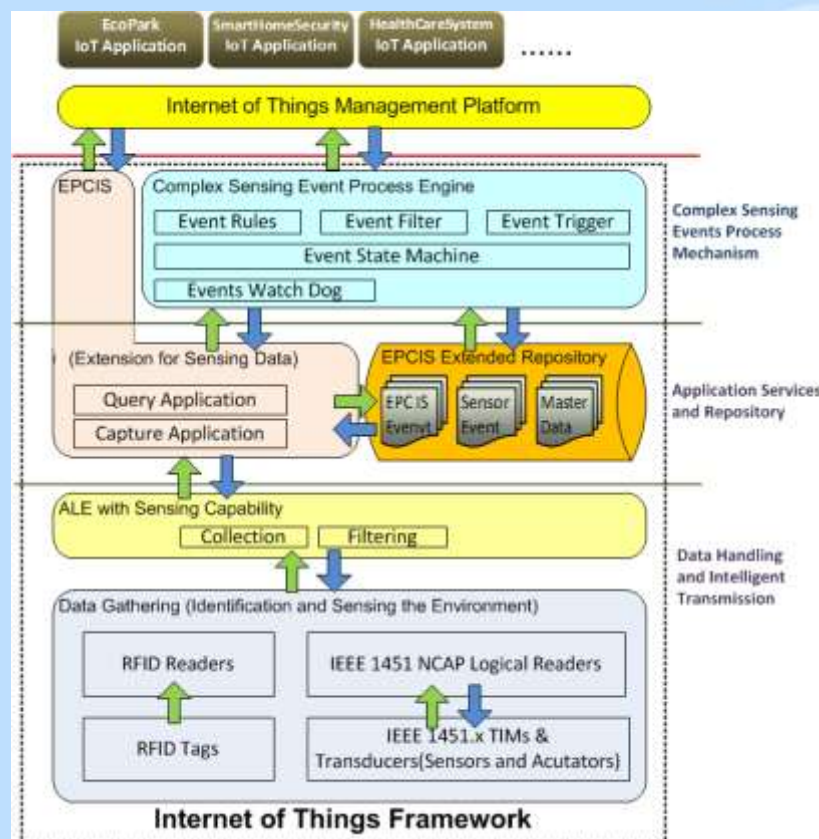 EcoPark
IoT Application
SmartHomeSecurity
IoT Application
HealthCareSystem
IoT Application
......
Internet of Things Management Platform
EPCIS
Complex Sensing Event Process Engine
Event Rules
Event Filter
Event Trigger
Event State Machine
Events Watch Dog
Complex Sensing
Events Process
Mechanism
(Extension for Sensing Data)
Query Application
Capture Application
EPCIS Extended Repository
EPC IS
Evenvt
Sensor
Event
Master
Data
Application Services
and Repository
ALE with Sensing Capability
Collection
Filtering
Data Handling
and Intelligent
Transmission
Data Gathering (Identification and Sensing the Environment)
RFID Readers
IEEE 1451 NCAP Logical Readers
RFID Tags
IEEE 1451.x TIMs &
Transducers(Sensors and Acutators)
Internet of Things Framework